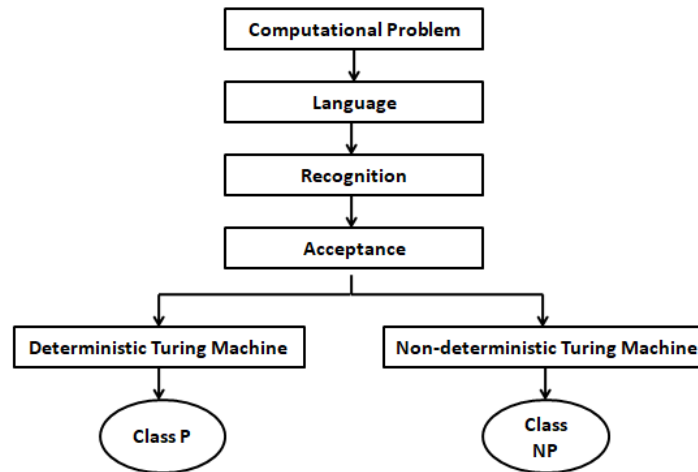 Computational Problem
Language
Recognition
Acceptance
Deterministic Turing Machine
Non-deterministic Turing Machine
Class P
Class
NP